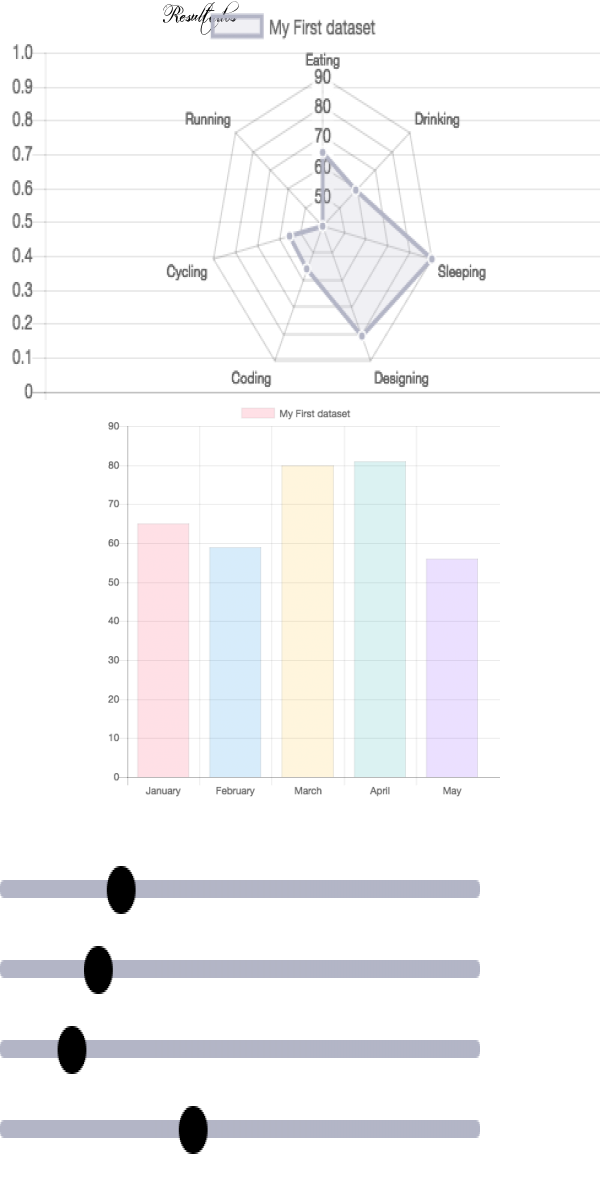 Resultados
My First dataset
1.0
0.9
0.8
0.7
0.6
0.5
0.4
0.3
0.2
0.1
0
Eating
90
80
70
60
50
Running
Drinking
Cycling
Sleeping
Coding
Designing
My First dataset
90
80
70
60
50
40
30
20
10
0
January February March April May